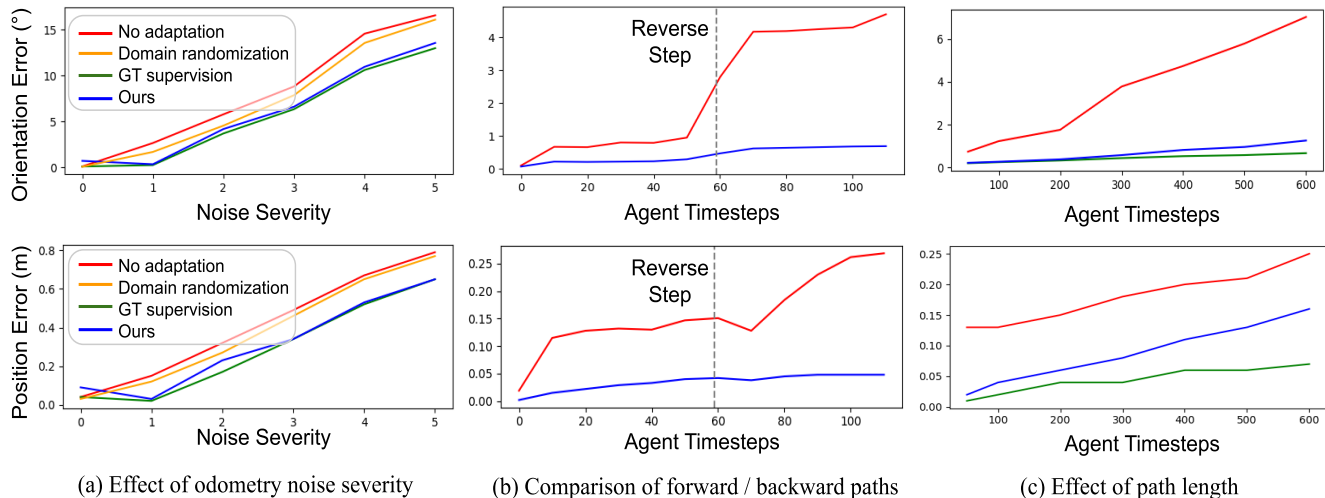 Orientation Error (°)
15
10
5
0
No adaptation
Domain randomization
GT supervision
Ours
0 1 2 3 4 5
Noise Severity
4
3
2
1
0
Reverse
Step
0 20 40 60 80 100
Agent Timesteps
6
4
2
0
100 200 300 400 500 600
Agent Timesteps
Position Error (m)
0.8
0.6
0.4
0.2
0.0
No adaptation
Domain randomization
GT supervision
Ours
0 1 2 3 4 5
Noise Severity
0.25
0.20
0.15
0.10
0.05
0.00
Reverse
Step
0 20 40 60 80 100
Agent Timesteps
0.25
0.20
0.15
0.10
0.05
0.00
100 200 300 400 500 600
Agent Timesteps
(a) Effect of odometry noise severity
(b) Comparison of forward / backward paths
(c) Effect of path length